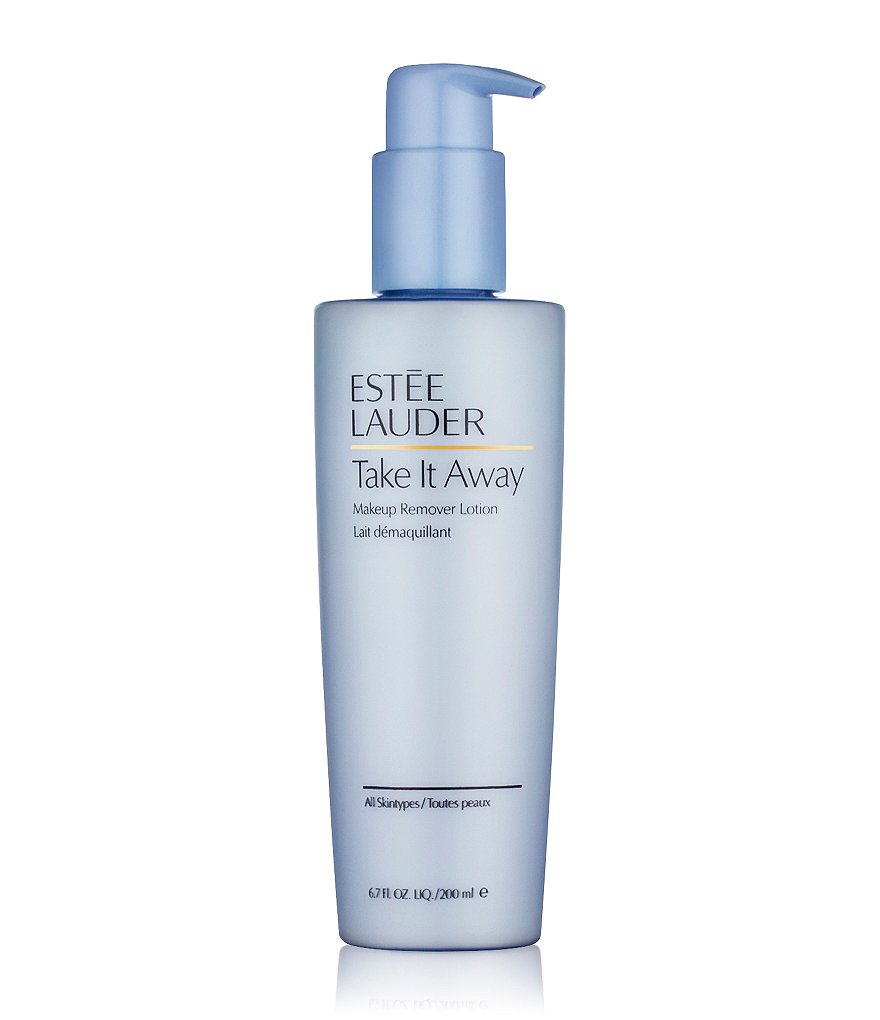 ESTĒE
LAUDER
Take It Away
Makeup Remover Lotion
Lait démaquillant
All Skintypes/Toutes peaux
6.7 FL. OZ. LIQ./200 ml ℮